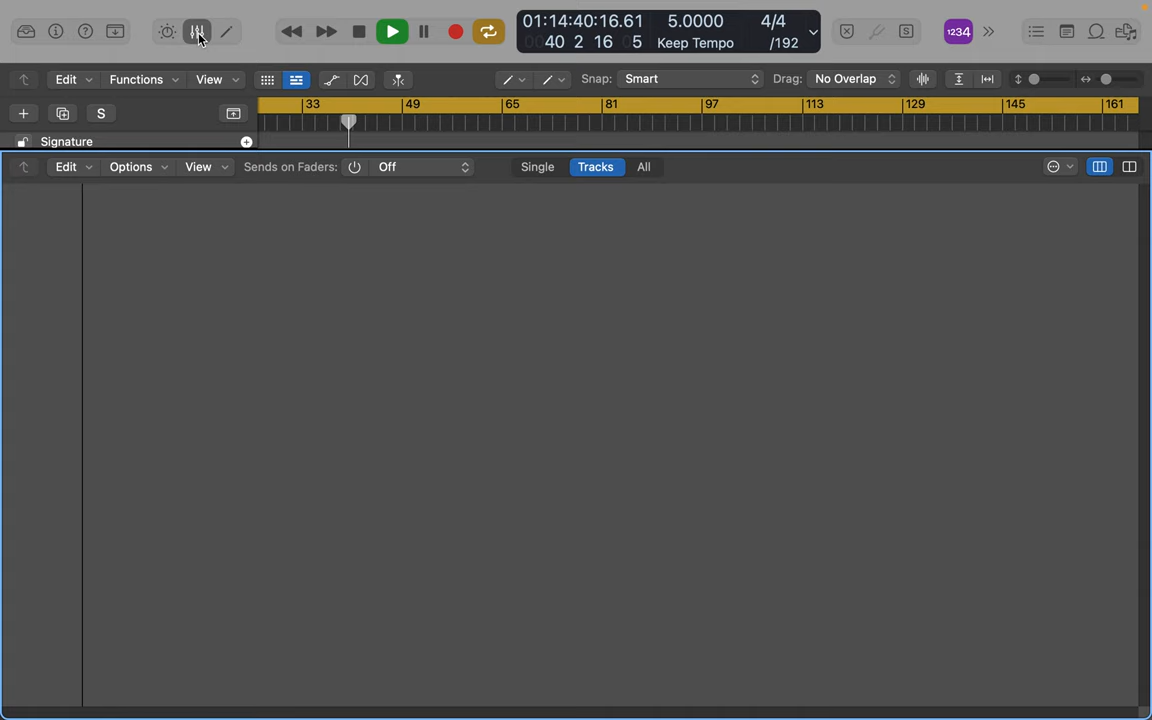 01:14:40:16.61 5.0000 4/4
0040 2 16 05 Keep Tempo /192
1234
Edit Functions View Snap: Smart Drag: No Overlap
S 33 49 65 81 97 113 129 145 161
Signature
Edit Options View Sends on Faders: Off Single Tracks All